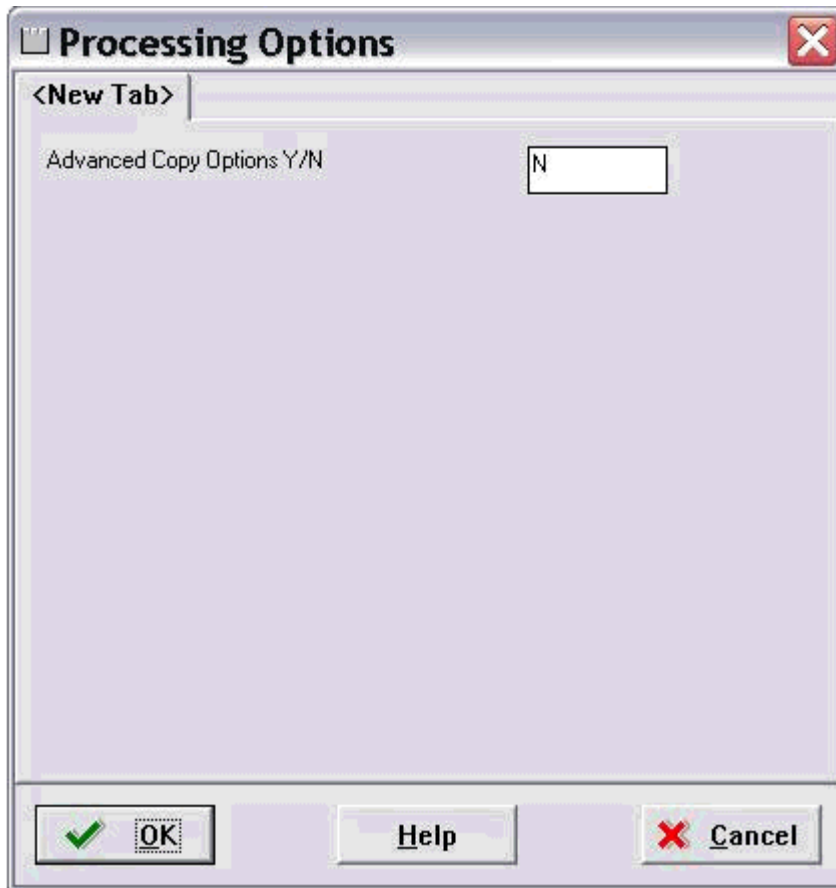 Processing Options
<New Tab>
Advanced Copy Options Y/N
N
OK
Help
Cancel